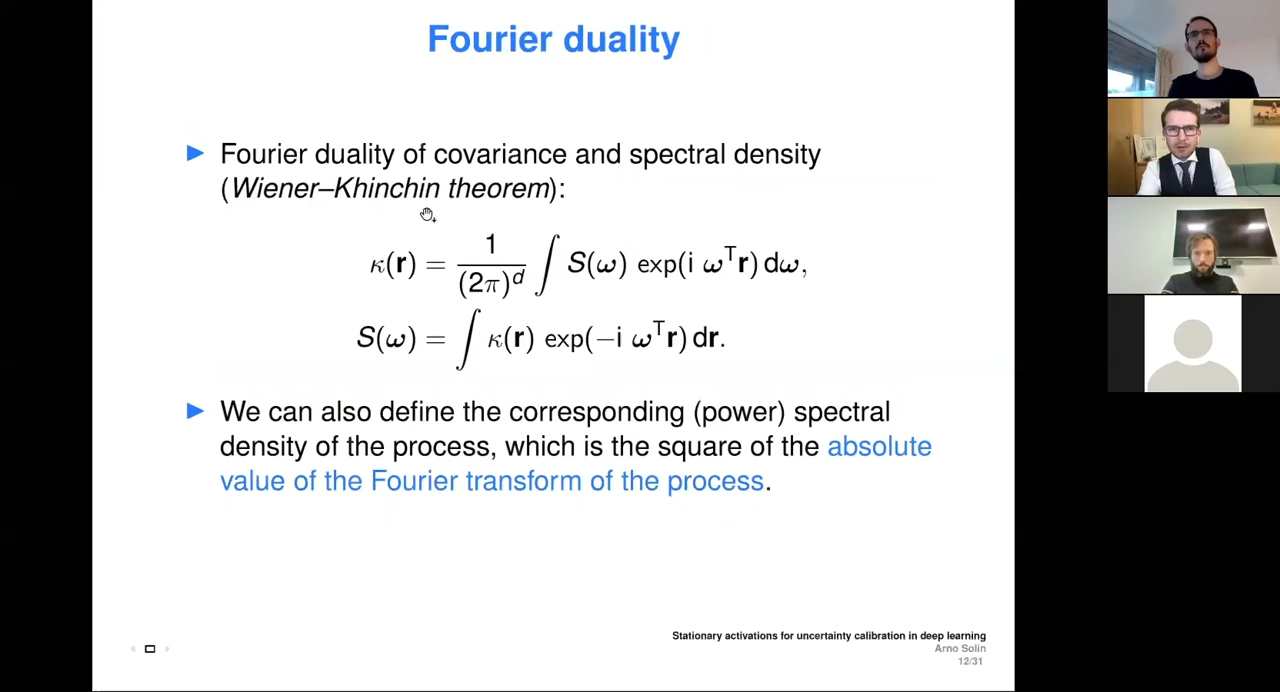 Fourier duality
▶ Fourier duality of covariance and spectral density
(Wiener–Khinchin theorem):
κ(r) = 1/(2π)^d ∫ S(ω) exp(i ω^T r) dω,
S(ω) = ∫ κ(r) exp(−i ω^T r) dr.
▶ We can also define the corresponding (power) spectral
density of the process, which is the square of the absolute
value of the Fourier transform of the process.
Stationary activations for uncertainty calibration in deep learning
Arno Solin
12/31